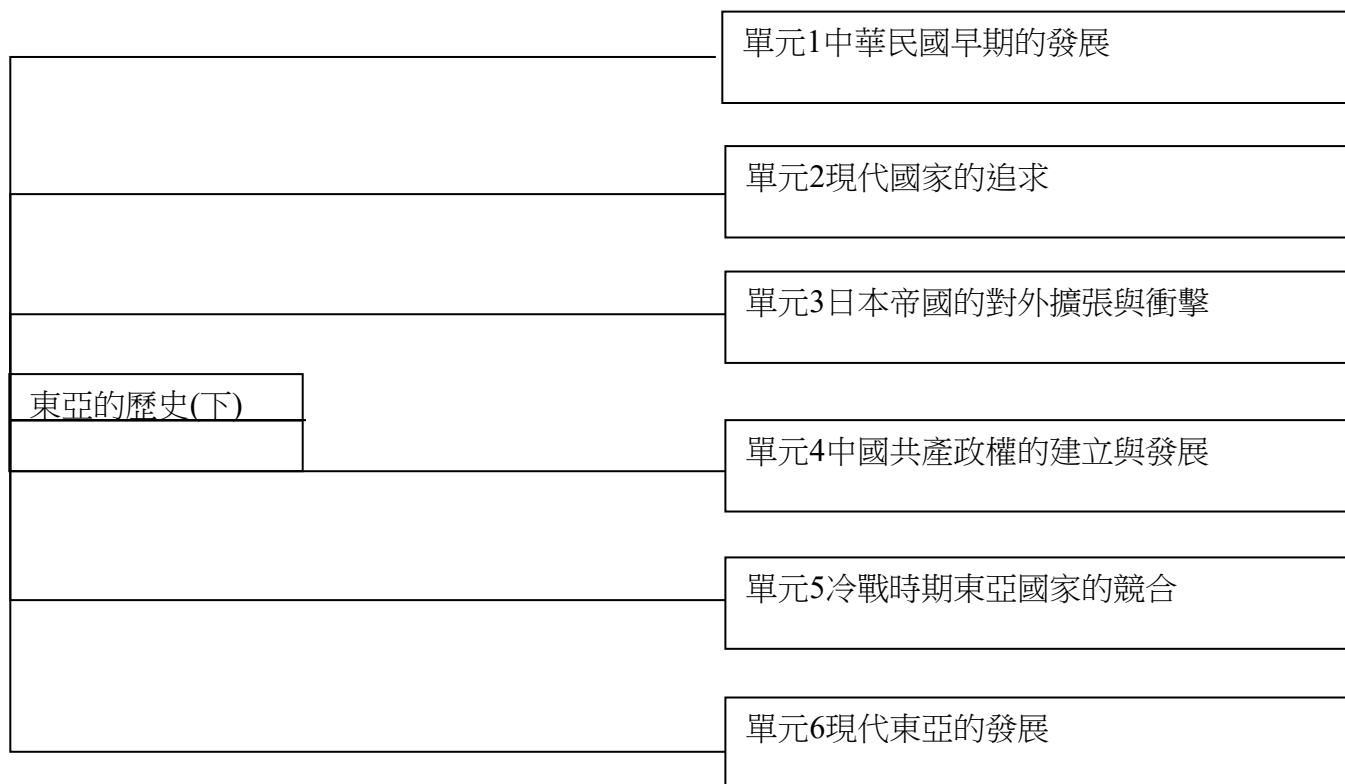 單元1中華民國早期的發展
單元2現代國家的追求
單元3日本帝國的對外擴張與衝擊
東亞的歷史(下)
單元4中國共產政權的建立與發展
單元5冷戰時期東亞國家的競合
單元6現代東亞的發展